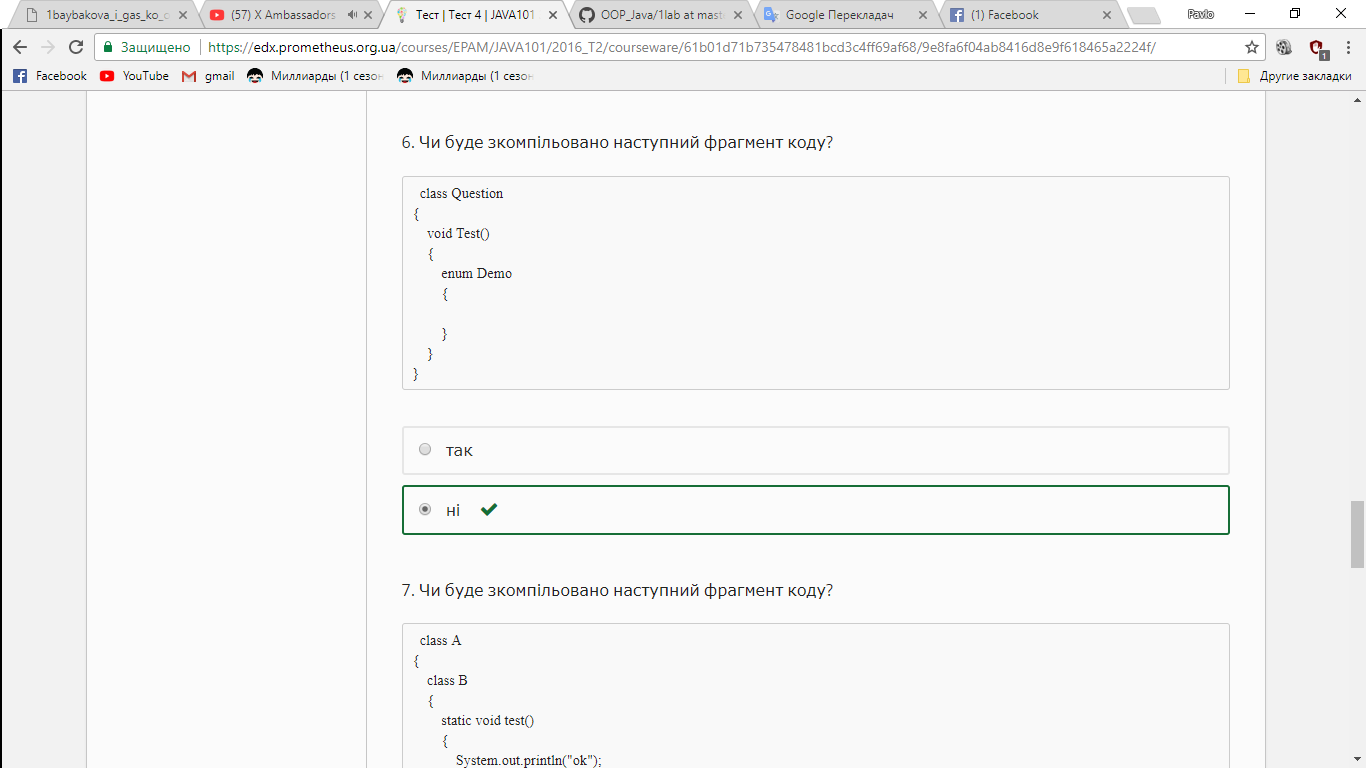 1baybakova_i_gas_ko_o
(57) X Ambassadors
Тест | Тест 4 | JAVA101
OOP_Java/1lab at mast
Google Перекладач
(1) Facebook
Pavlo
Защищено
https://edx.prometheus.org.ua/courses/EPAM/JAVA101/2016_T2/courseware/61b01d71b735478481bcd3c4ff69af68/9e8fa6f04ab8416d8e9f618465a2224f/
1
Facebook
YouTube
gmail
Миллиарды (1 сезон
Миллиарды (1 сезон
Другие закладки
6. Чи буде зкомпільовано наступний фрагмент коду?
class Question
{
void Test()
{
enum Demo
{
}
}
}
так
ні
7. Чи буде зкомпільовано наступний фрагмент коду?
class A
{
class B
{
static void test()
{
System.out.println("ok");